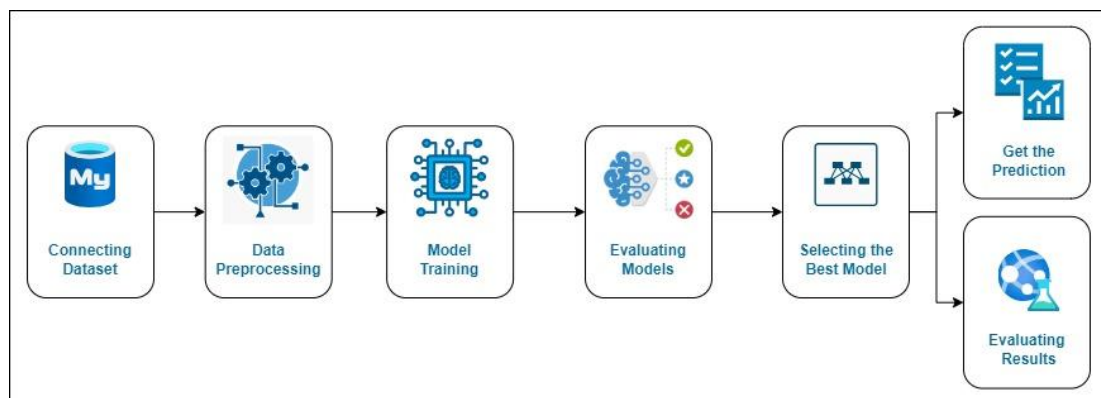 My
Connecting
Dataset
Data
Preprocessing
Model
Training
Evaluating
Models
Selecting the
Best Model
Get the
Prediction
Evaluating
Results